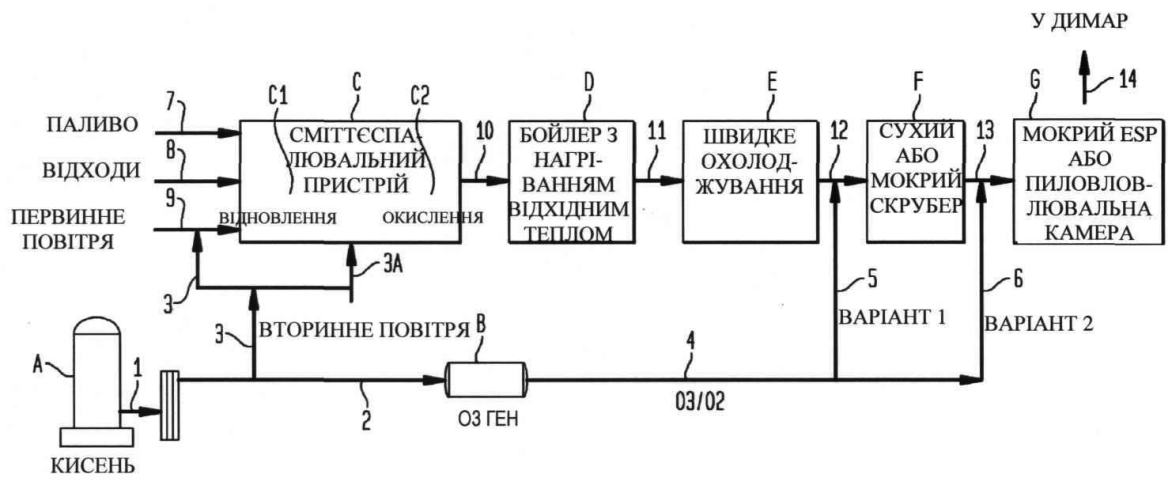 У ДИМАР
14
C1
C
C2
D
E
F
G
7
ПАЛИВО
8
ВІДХОДИ
9
ПЕРВИННЕ
ПОВІТРЯ
СМІТТЄСПА-
ЛЮВАЛЬНИЙ
ПРИСТРІЙ
ВІДНОВЛЕННЯ
ОКИСЛЕННЯ
10
БОЙЛЕР З
НАГРІ-
ВАННЯМ
ВІДХІДНИМ
ТЕПЛОМ
11
ШВИДКЕ
ОХОЛОД-
ЖУВАННЯ
12
СУХИЙ
АБО
МОКРИЙ
СКРУБЕР
13
МОКРИЙ ESP
АБО
ПИЛОВЛОВ-
ЛЮВАЛЬНА
КАМЕРА
3
3A
3
ВТОРИННЕ ПОВІТРЯ
5
ВАРІАНТ 1
6
ВАРІАНТ 2
A
1
2
B
ОЗ ГЕН
4
O3/O2
КИСЕНЬ